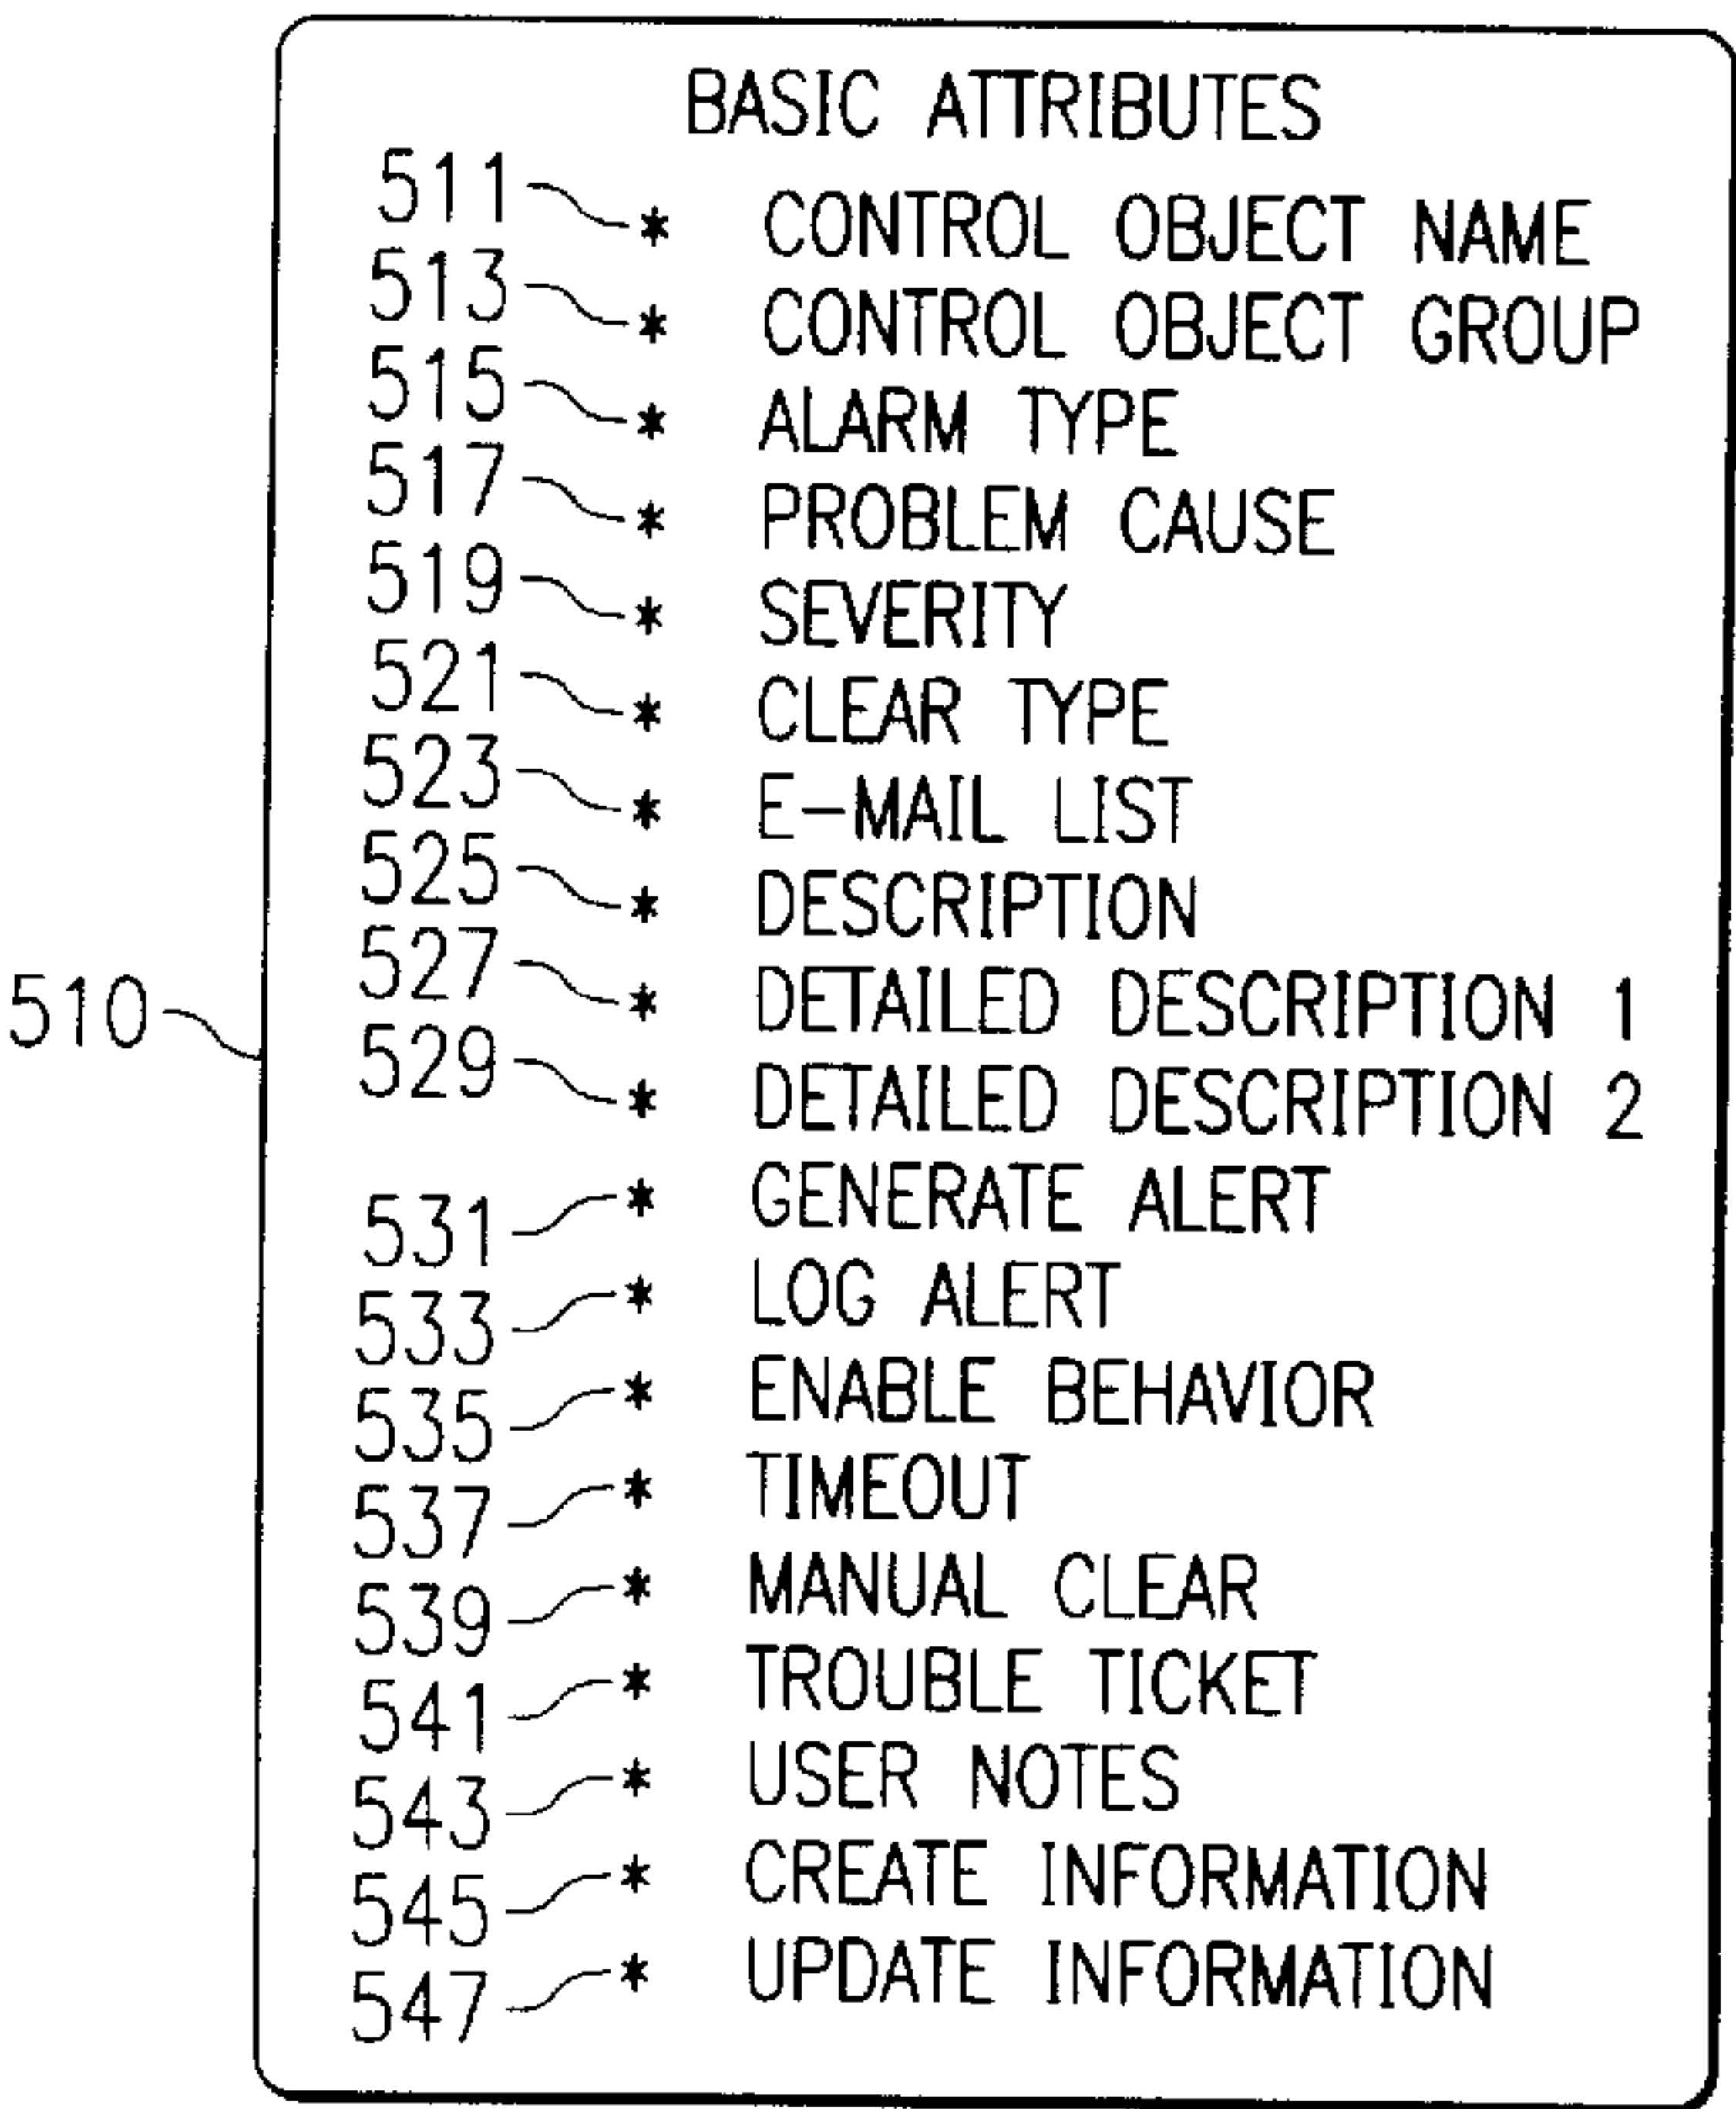 BASIC ATTRIBUTES
511 * CONTROL OBJECT NAME
513 * CONTROL OBJECT GROUP
515 * ALARM TYPE
517 * PROBLEM CAUSE
519 * SEVERITY
521 * CLEAR TYPE
523 * E-MAIL LIST
525 * DESCRIPTION
527 * DETAILED DESCRIPTION 1
510
529 * DETAILED DESCRIPTION 2
531 * GENERATE ALERT
533 * LOG ALERT
535 * ENABLE BEHAVIOR
537 * TIMEOUT
539 * MANUAL CLEAR
541 * TROUBLE TICKET
543 * USER NOTES
545 * CREATE INFORMATION
547 * UPDATE INFORMATION